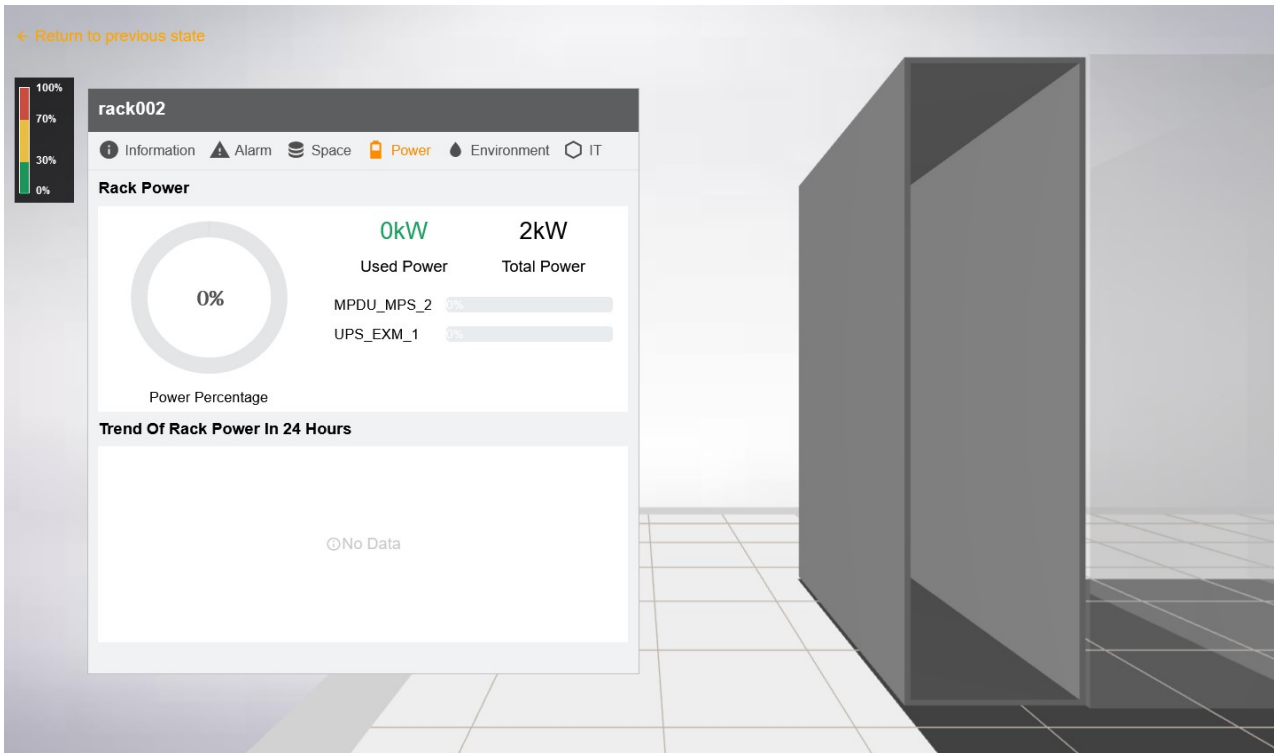 ← Return to previous state
100%
70%
30%
0%
rack002
Information Alarm Space Power Environment IT
Rack Power
0kW 2kW
Used Power Total Power
0%
MPDU_MPS_2 0%
UPS_EXM_1 0%
Power Percentage
Trend Of Rack Power In 24 Hours
No Data